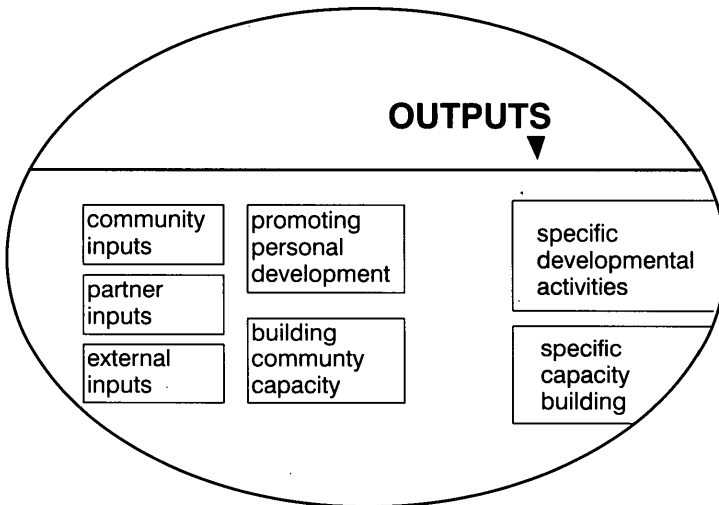 OUTPUTS
community
inputs
partner
inputs
external
inputs
promoting
personal
development
building
communty
capacity
specific
developmental
activities
specific
capacity
building